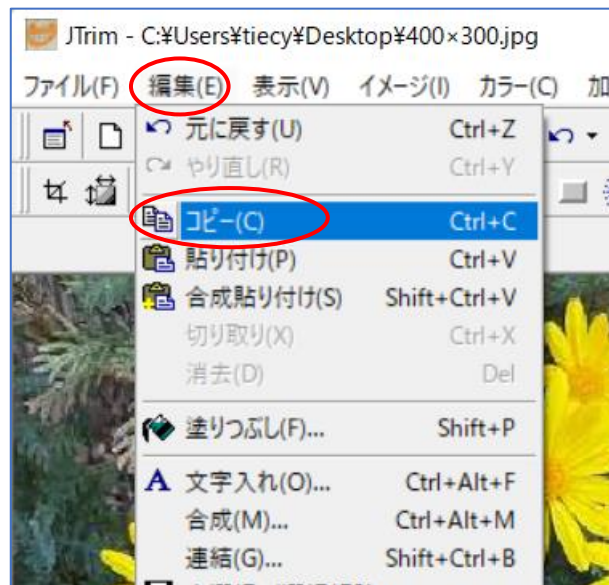 JTrim - C:¥Users¥tiecy¥Desktop¥400×300.jpg
ファイル(F) 編集(E) 表示(V) イメージ(I) カラー(C) 加
元に戻す(U) Ctrl+Z
やり直し(R) Ctrl+Y
コピー(C) Ctrl+C
貼り付け(P) Ctrl+V
合成貼り付け(S) Shift+Ctrl+V
切り取り(X) Ctrl+X
消去(D) Del
塗りつぶし(F)... Shift+P
A 文字入れ(O)... Ctrl+Alt+F
合成(M)... Ctrl+Alt+M
連結(G)... Shift+Ctrl+B